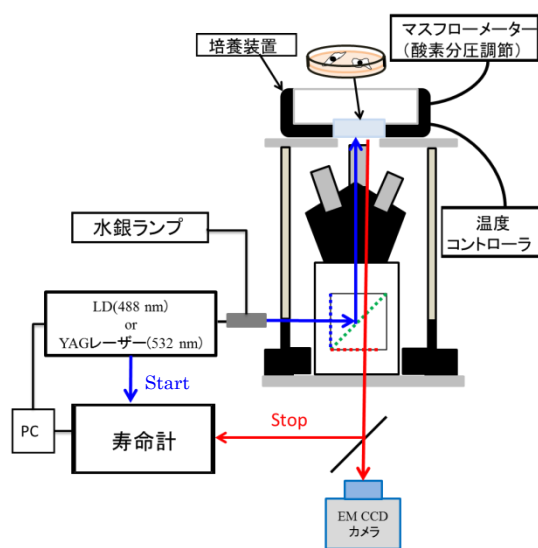 培養装置
マスフローメーター
(酸素分圧調節)
水銀ランプ
温度
コントローラ
LD(488 nm)
or
YAGレーザー(532 nm)
Start
PC
寿命計
Stop
EM CCD
カメラ